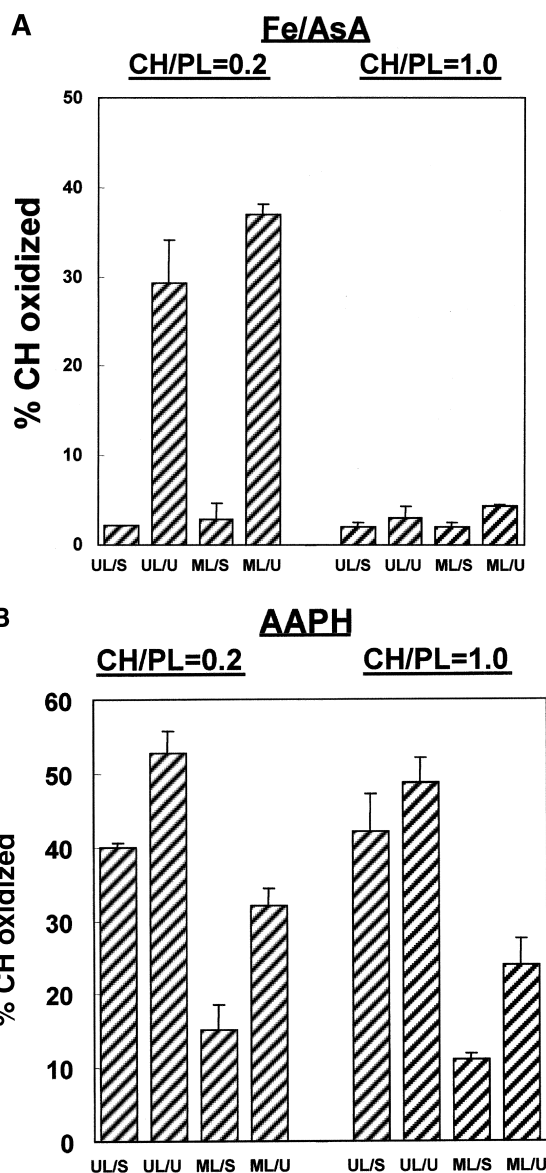 A
Fe/AsA
CH/PL=0.2 CH/PL=1.0
% CH oxidized
50
40
30
20
10
0
UL/S UL/U ML/S ML/U UL/S UL/U ML/S ML/U
B
AAPH
CH/PL=0.2 CH/PL=1.0
% CH oxidized
60
50
40
30
20
10
0
UL/S UL/U ML/S ML/U UL/S UL/U ML/S ML/U